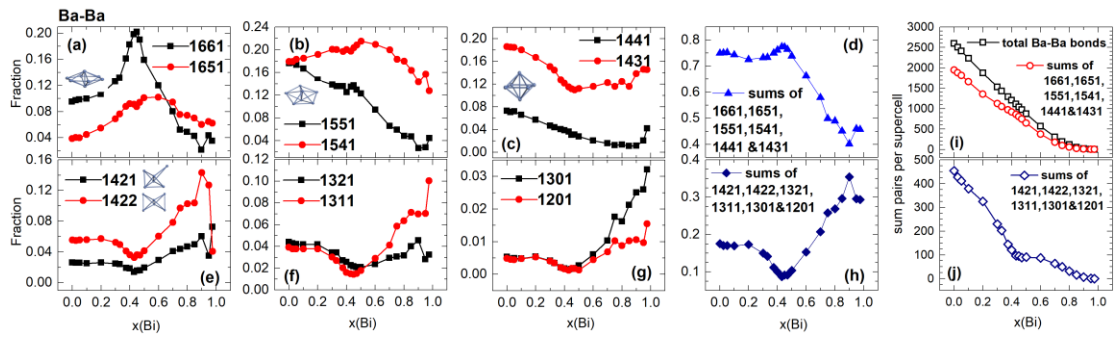 Ba-Ba
0.20
0.16
0.12
0.08
0.04
Fraction
(a)
1661
1651
0.24
0.20
0.16
0.12
0.08
0.04
0.00
(b)
1551
1541
0.20
0.16
0.12
0.08
0.04
0.00
1441
1431
(c)
0.9
0.8
0.7
0.6
0.5
0.4
(d)
sums of
1661,1651,
1551,1541,
1441 &1431
3000
2500
2000
1500
1000
500
0
total Ba-Ba bonds
sums of
1661,1651,
1551,1541,
1441&1431
(i)
sum pairs per supercell
0.16
0.12
0.08
0.04
0.00
Fraction
1421
1422
(e)
0.0 0.2 0.4 0.6 0.8 1.0
x(Bi)
0.12
0.10
0.08
0.06
0.04
0.02
0.00
1321
1311
(f)
0.0 0.2 0.4 0.6 0.8 1.0
x(Bi)
0.03
0.02
0.01
0.00
1301
1201
(g)
0.0 0.2 0.4 0.6 0.8 1.0
x(Bi)
0.4
0.3
0.2
0.1
sums of
1421,1422,1321,
1311,1301&1201
(h)
0.0 0.2 0.4 0.6 0.8 1.0
x(Bi)
500
400
300
200
100
0
sums of
1421,1422,1321,
1311,1301&1201
(j)
0.0 0.2 0.4 0.6 0.8 1.0
x(Bi)